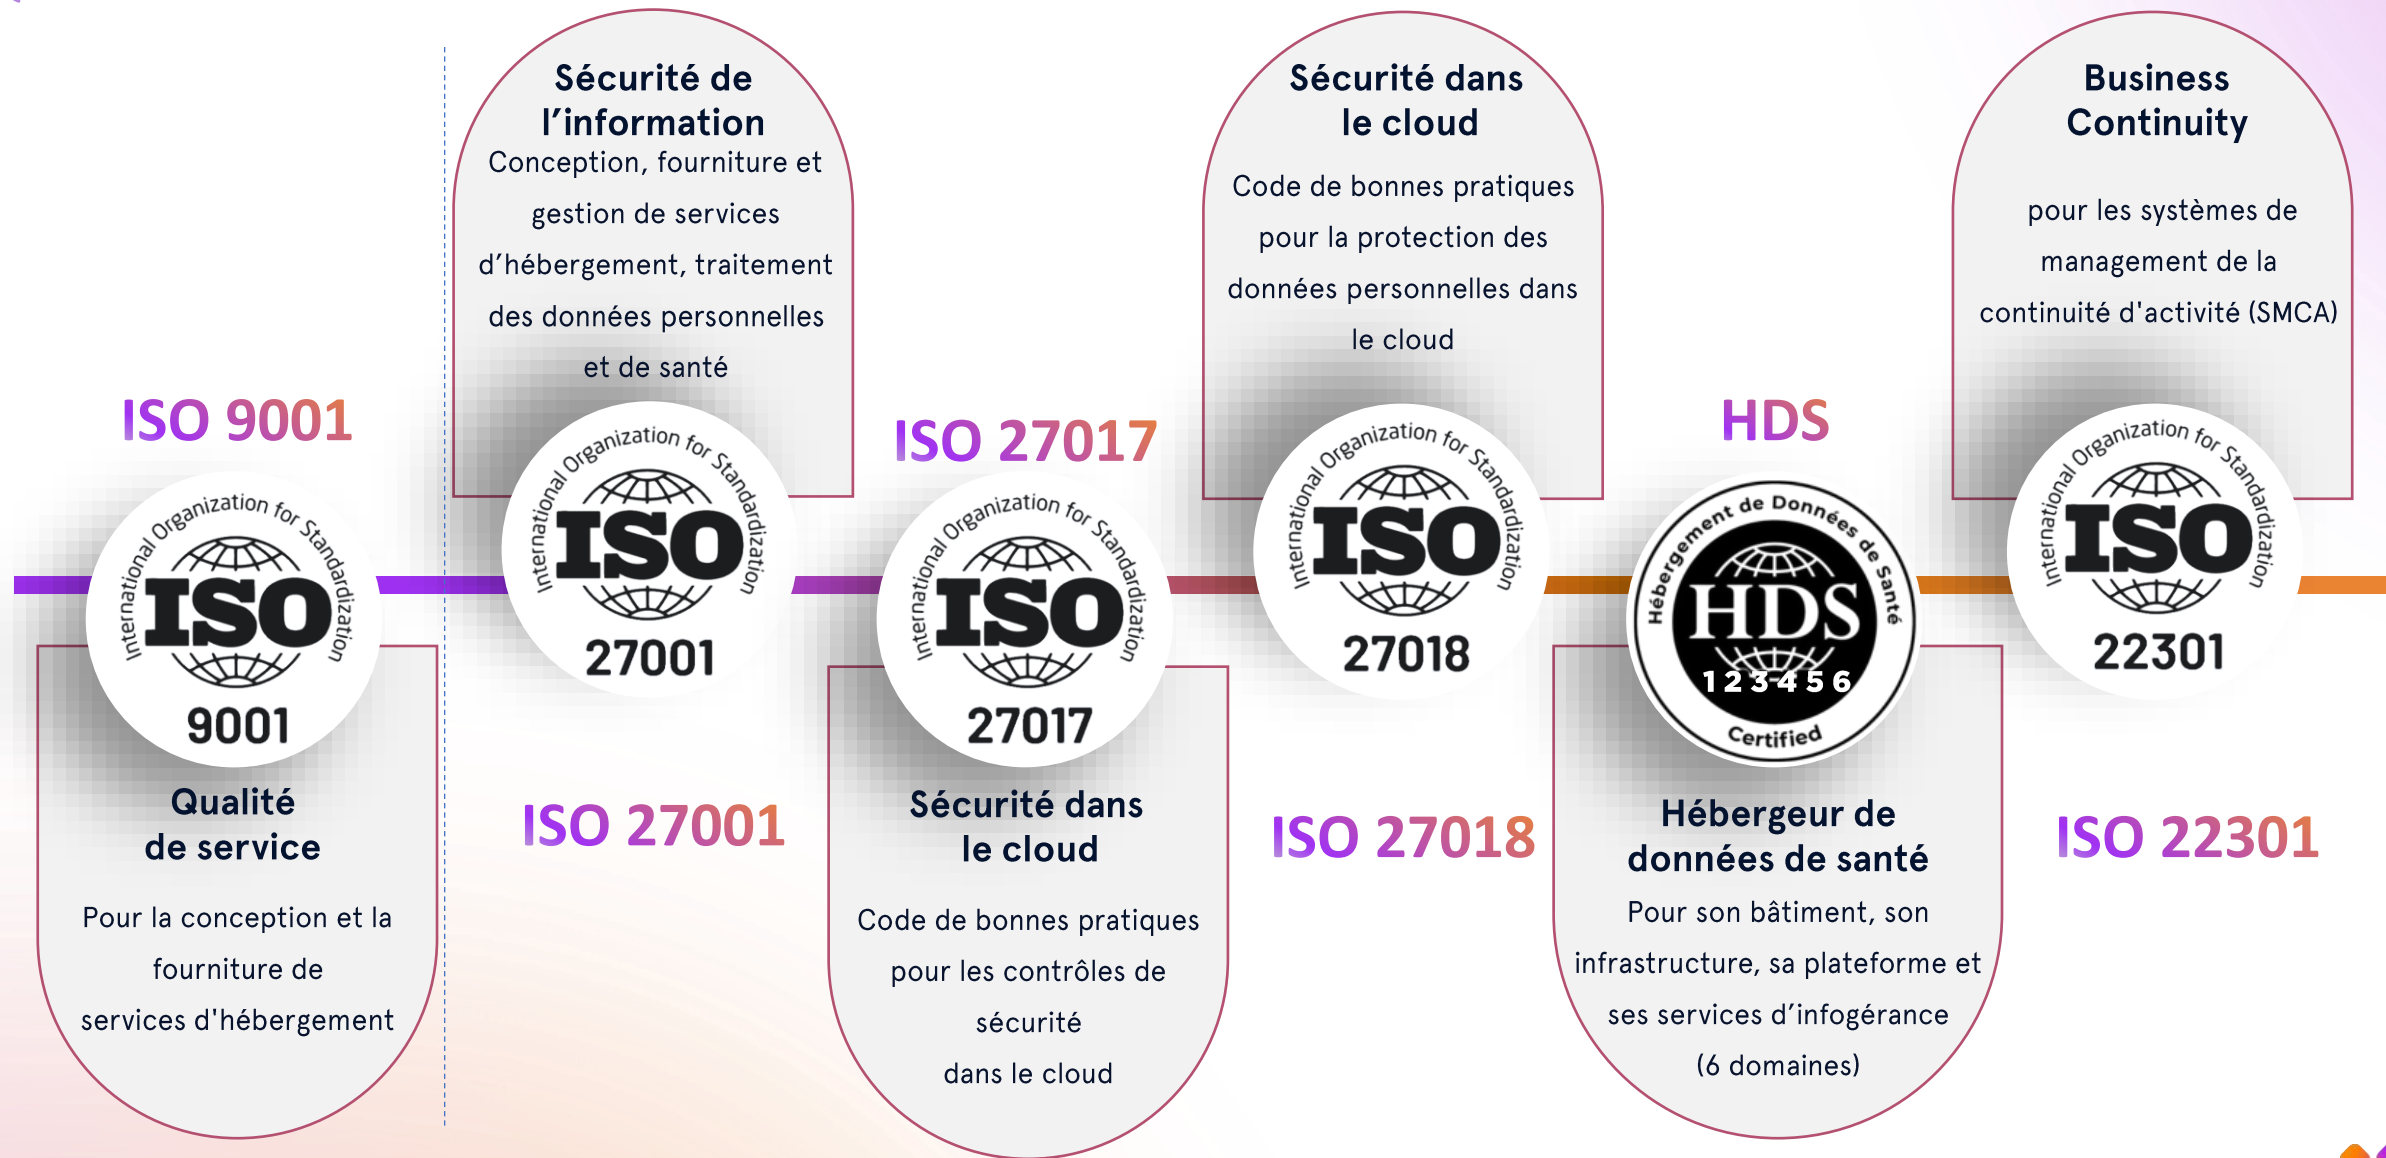 ISO 9001
International Organization for Standardization
ISO
9001
Qualité
de service
Pour la conception et la
fourniture de
services d'hébergement
Sécurité de
l’information
Conception, fourniture et
gestion de services
d’hébergement, traitement
des données personnelles
et de santé
International Organization for Standardization
ISO
27001
ISO 27001
ISO 27017
International Organization for Standardization
ISO
27017
Sécurité dans
le cloud
Code de bonnes pratiques
pour les contrôles de
sécurité
dans le cloud
Sécurité dans
le cloud
Code de bonnes pratiques
pour la protection des
données personnelles dans
le cloud
International Organization for Standardization
ISO
27018
ISO 27018
HDS
Hébergement de Données de Santé
HDS
1 2 3 4 5 6
Certified
Hébergeur de
données de santé
Pour son bâtiment, son
infrastructure, sa plateforme et
ses services d’infogérance
(6 domaines)
Business
Continuity
pour les systèmes de
management de la
continuité d'activité (SMCA)
International Organization for Standardization
ISO
22301
ISO 22301